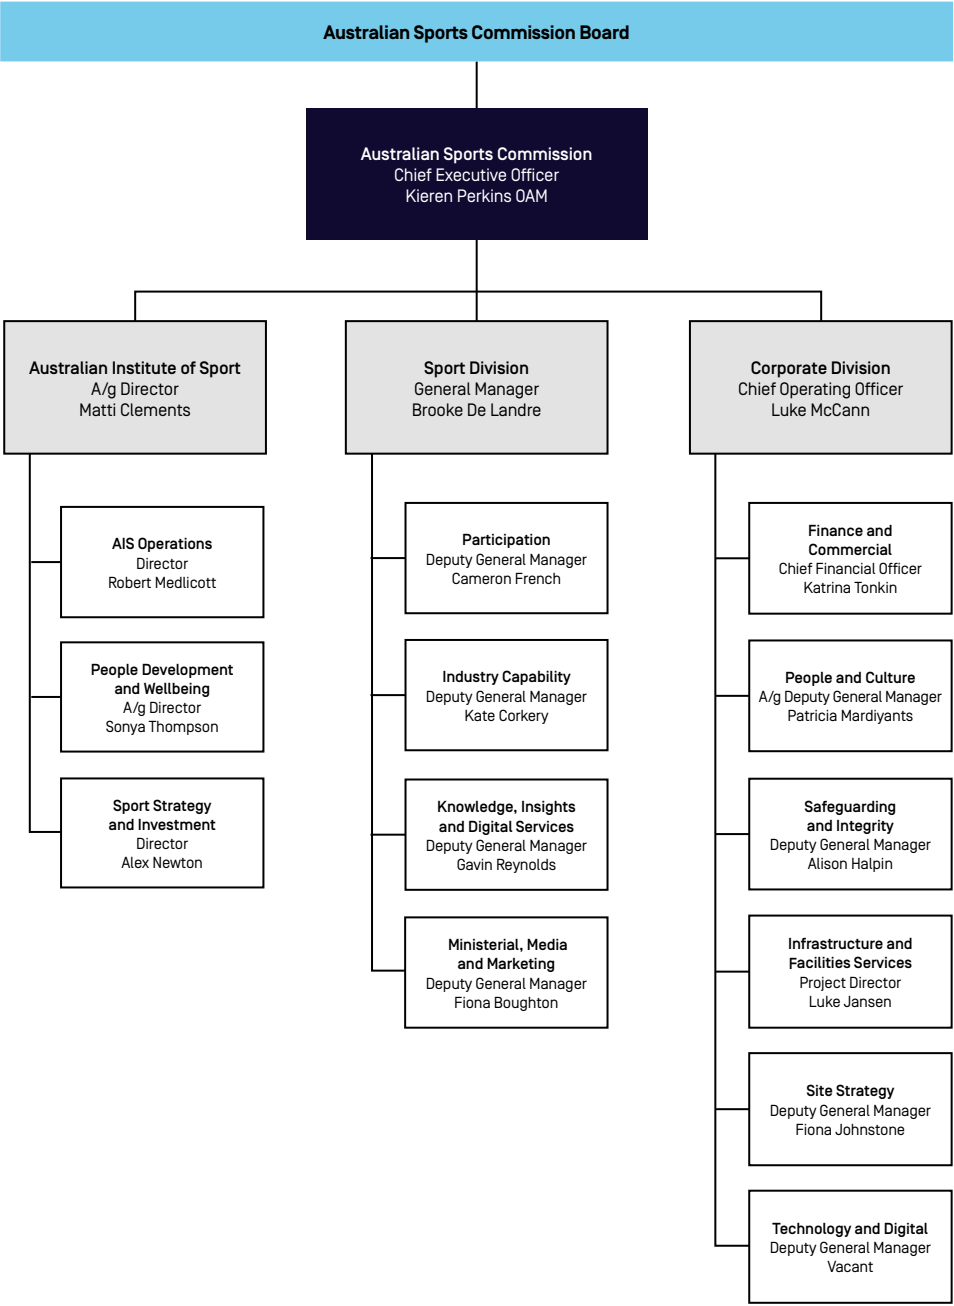 Australian Sports Commission Board
Australian Sports Commission
Chief Executive Officer
Kieren Perkins OAM
Australian Institute of Sport
A/g Director
Matti Clements
AIS Operations
Director
Robert Medlicott
People Development
and Wellbeing
A/g Director
Sonya Thompson
Sport Strategy
and Investment
Director
Alex Newton
Sport Division
General Manager
Brooke De Landre
Participation
Deputy General Manager
Cameron French
Industry Capability
Deputy General Manager
Kate Corkery
Knowledge, Insights
and Digital Services
Deputy General Manager
Gavin Reynolds
Ministerial, Media
and Marketing
Deputy General Manager
Fiona Boughton
Corporate Division
Chief Operating Officer
Luke McCann
Finance and
Commercial
Chief Financial Officer
Katrina Tonkin
People and Culture
A/g Deputy General Manager
Patricia Mardiyants
Safeguarding
and Integrity
Deputy General Manager
Alison Halpin
Infrastructure and
Facilities Services
Project Director
Luke Jansen
Site Strategy
Deputy General Manager
Fiona Johnstone
Technology and Digital
Deputy General Manager
Vacant